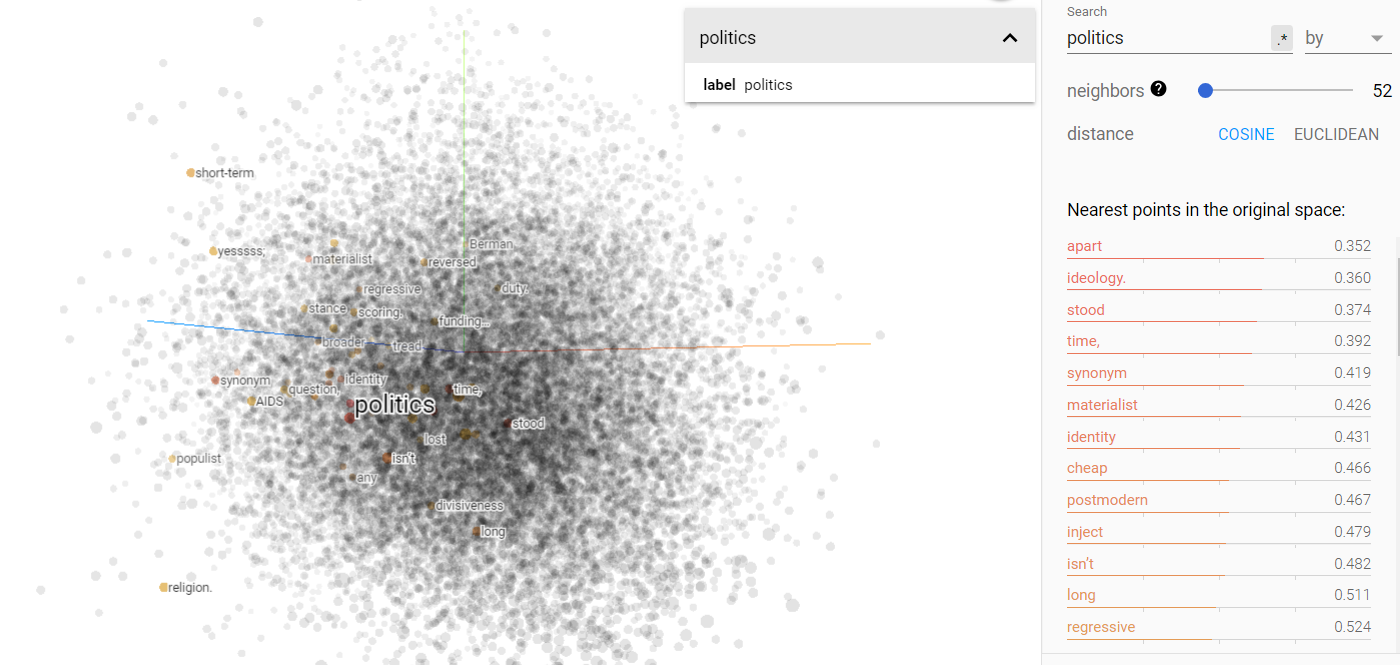 politics
label politics
short-term
yesssss;
Berman
materialist
reversed
regressive
duty.
stance
scoring,
funding...
broader
tread
synonym
identity
question,
time,
AIDS
politics
stood
lost
populist
isn't
any
divisiveness
long
religion.
Search
politics
.*
by
neighbors ?
52
distance
COSINE
EUCLIDEAN
Nearest points in the original space:
apart 0.352
ideology. 0.360
stood 0.374
time, 0.392
synonym 0.419
materialist 0.426
identity 0.431
cheap 0.466
postmodern 0.467
inject 0.479
isn't 0.482
long 0.511
regressive 0.524